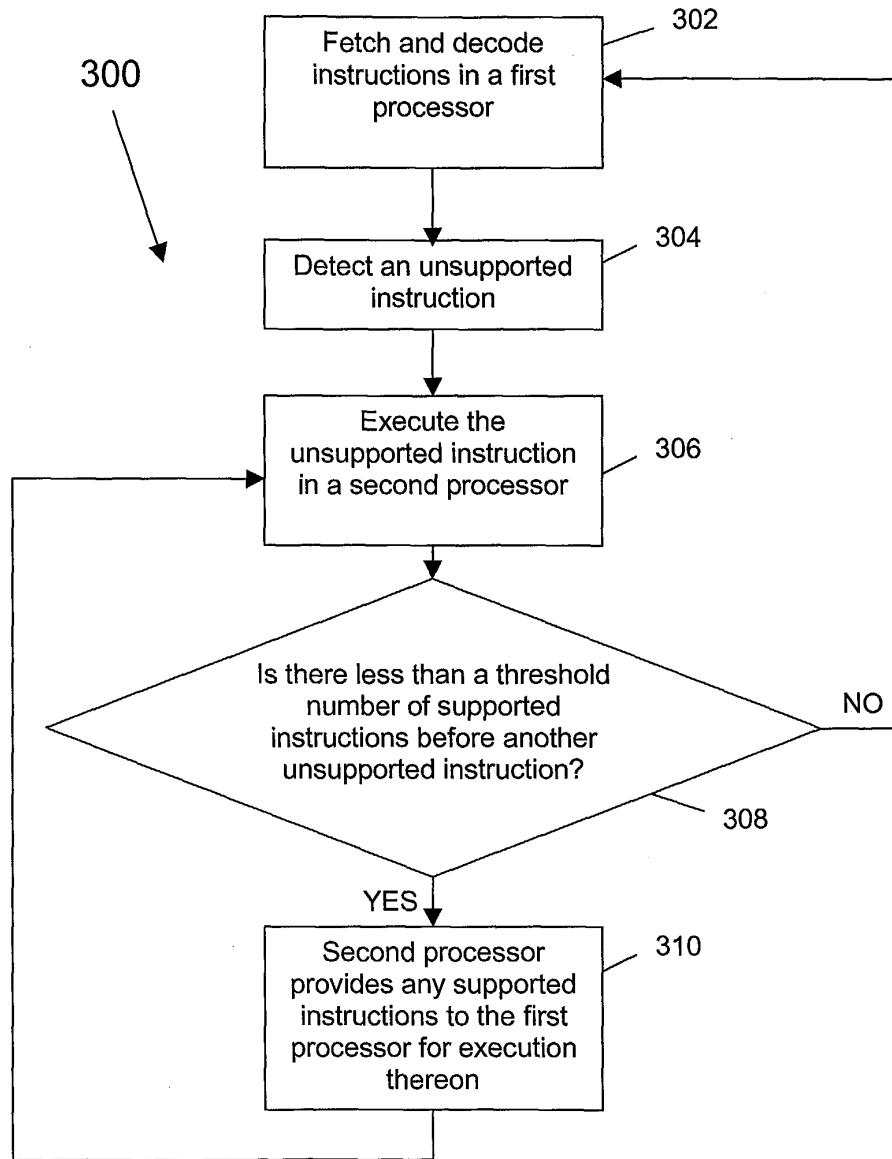 302
Fetch and decode
instructions in a first
processor
300
304
Detect an unsupported
instruction
Execute the
unsupported instruction
in a second processor
306
Is there less than a threshold
number of supported
instructions before another
unsupported instruction?
NO
308
YES
310
Second processor
provides any supported
instructions to the first
processor for execution
thereon